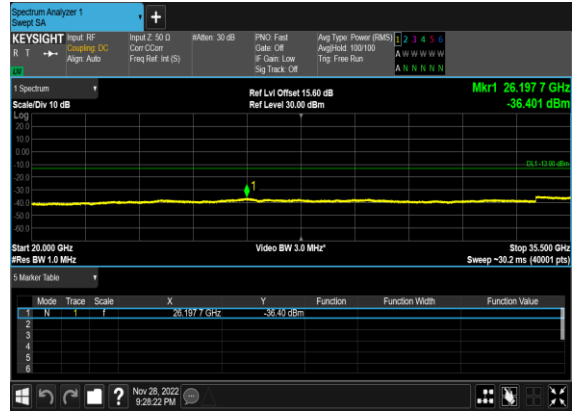 Spectrum Analyzer 1
Swept SA
+
KEYSIGHT Input: RF Input Z: 50 Ω #Atten: 30 dB PNO: Fast Avg Type: Power (RMS) 1 2 3 4 5 6
R T Coupling: DC Corr CCorr Gate: Off Avg|Hold: 100/100 A W W W W W
Align: Auto Freq Ref: Int (S) IF Gain: Low Trig: Free Run
Sig Track: Off A N N N N N
1 Spectrum Ref Lvl Offset 15.60 dB Mkr1 26.197 7 GHz
Scale/Div 10 dB Ref Level 30.00 dBm -36.401 dBm
Log
20.0
10.0
0.00
-10.0 DL1 -13.00 dBm
-20.0
-30.0 1
-40.0
-50.0
-60.0
Start 20.000 GHz Video BW 3.0 MHz* Stop 35.500 GHz
#Res BW 1.0 MHz Sweep ~30.2 ms (40001 pts)
5 Marker Table
Mode Trace Scale X Y Function Function Width Function Value
1 N 1 f 26.197 7 GHz -36.40 dBm
2
3
4
5
6
? Nov 28, 2022
9:28:22 PM